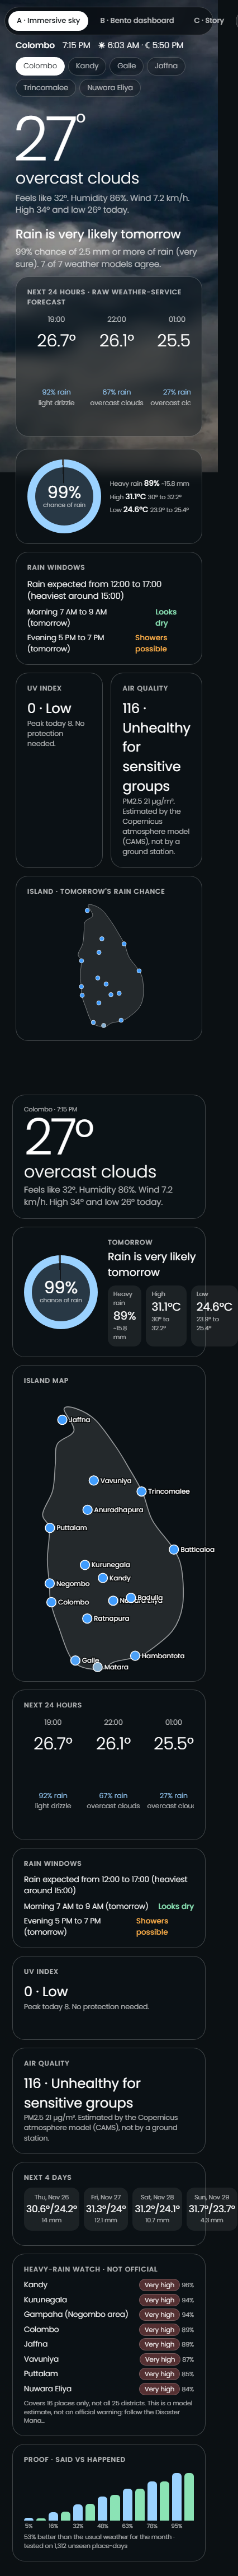 A · Immersive sky
B · Bento dashboard
C · Story
Colombo 7:15 PM ☀ 6:03 AM · ☾ 5:50 PM
Colombo Kandy Galle Jaffna
Trincomalee Nuwara Eliya
27°
overcast clouds
Feels like 32°. Humidity 86%. Wind 7.2 km/h.
High 34° and low 26° today.
Rain is very likely tomorrow
99% chance of 2.5 mm or more of rain (very
sure). 7 of 7 weather models agree.
NEXT 24 HOURS · RAW WEATHER-SERVICE
FORECAST
19:00 22:00 01:00
26.7° 26.1° 25.5
92% rain 67% rain 27% rain
light drizzle overcast clouds overcast clc
99%
chance of rain
Heavy rain 89% ~15.8 mm
High 31.1°C 30° to 32.2°
Low 24.6°C 23.9° to 25.4°
RAIN WINDOWS
Rain expected from 12:00 to 17:00
(heaviest around 15:00)
Morning 7 AM to 9 AM
(tomorrow)
Looks
dry
Evening 5 PM to 7 PM
(tomorrow)
Showers
possible
UV INDEX
0 · Low
Peak today 8. No
protection
needed.
AIR QUALITY
116 ·
Unhealthy
for
sensitive
groups
PM2.5 21 µg/m³.
Estimated by the
Copernicus
atmosphere model
(CAMS), not by a
ground station.
ISLAND · TOMORROW'S RAIN CHANCE
Colombo · 7:15 PM
27°
overcast clouds
Feels like 32°. Humidity 86%. Wind 7.2
km/h. High 34° and low 26° today.
99%
chance of rain
TOMORROW
Rain is very likely
tomorrow
Heavy
rain
89%
~15.8
mm
High
31.1°C
30° to
32.2°
Low
24.6°C
23.9° to
25.4°
ISLAND MAP
Jaffna
Vavuniya
Trincomalee
Anuradhapura
Puttalam
Batticaloa
Kurunegala
Kandy
Negombo
Badulla
Colombo
Ratnapura
Hambantota
Galle
Matara
NEXT 24 HOURS
19:00 22:00 01:00
26.7° 26.1° 25.5°
92% rain 67% rain 27% rain
light drizzle overcast clouds overcast clou
RAIN WINDOWS
Rain expected from 12:00 to 17:00 (heaviest
around 15:00)
Morning 7 AM to 9 AM (tomorrow) Looks dry
Evening 5 PM to 7 PM
(tomorrow)
Showers
possible
UV INDEX
0 · Low
Peak today 8. No protection needed.
AIR QUALITY
116 · Unhealthy for
sensitive groups
PM2.5 21 µg/m³. Estimated by the Copernicus
atmosphere model (CAMS), not by a ground
station.
NEXT 4 DAYS
Thu, Nov 26 Fri, Nov 27 Sat, Nov 28 Sun, Nov 29
30.6°/24.2° 31.3°/24° 31.2°/24.1° 31.7°/23.7°
14 mm 12.1 mm 10.7 mm 4.3 mm
HEAVY-RAIN WATCH · NOT OFFICIAL
Kandy Very high 96%
Kurunegala Very high 94%
Gampaha (Negombo area) Very high 94%
Colombo Very high 89%
Jaffna Very high 89%
Vavuniya Very high 87%
Puttalam Very high 85%
Nuwara Eliya Very high 84%
Covers 16 places only, not all 25 districts. This is a model
estimate, not an official warning: follow the Disaster
Mana...
PROOF · SAID VS HAPPENED
5% 16% 32% 48% 63% 78% 95%
53% better than the usual weather for the month ·
tested on 1,312 unseen place-days